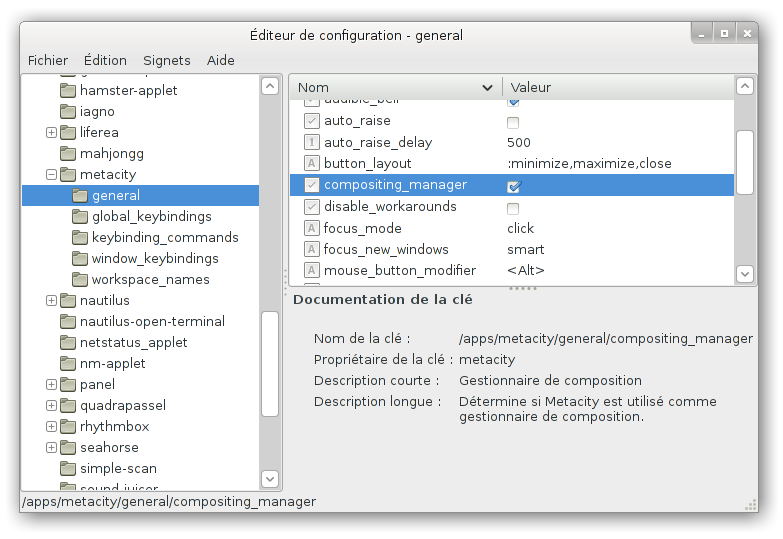 Éditeur de configuration - general
Fichier Édition Signets Aide
hamster-applet
iagno
liferea
mahjongg
metacity
general
global_keybindings
keybinding_commands
window_keybindings
workspace_names
nautilus
nautilus-open-terminal
netstatus_applet
nm-applet
panel
quadrapassel
rhythmbox
seahorse
simple-scan
sound-juicer
Nom Valeur
audible_bell
auto_raise
auto_raise_delay 500
button_layout :minimize,maximize,close
compositing_manager
disable_workarounds
focus_mode click
focus_new_windows smart
mouse_button_modifier <Alt>
Documentation de la clé
Nom de la clé : /apps/metacity/general/compositing_manager
Propriétaire de la clé : metacity
Description courte : Gestionnaire de composition
Description longue : Détermine si Metacity est utilisé comme
gestionnaire de composition.
/apps/metacity/general/compositing_manager